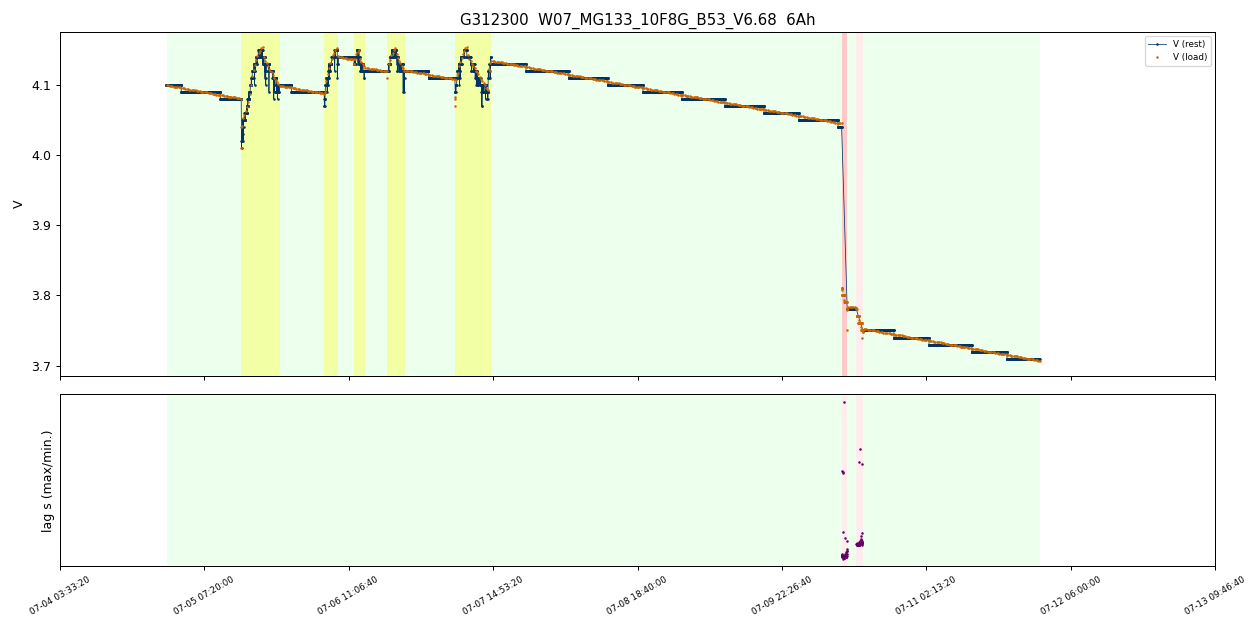 G312300  W07_MG133_10F8G_B53_V6.68  6Ah
V (rest)
V (load)
V
4.1
4.0
3.9
3.8
3.7
lag s (max/min.)
07-04 03:33:20
07-05 07:20:00
07-06 11:06:40
07-07 14:53:20
07-08 18:40:00
07-09 22:26:40
07-11 02:13:20
07-12 06:00:00
07-13 09:46:40